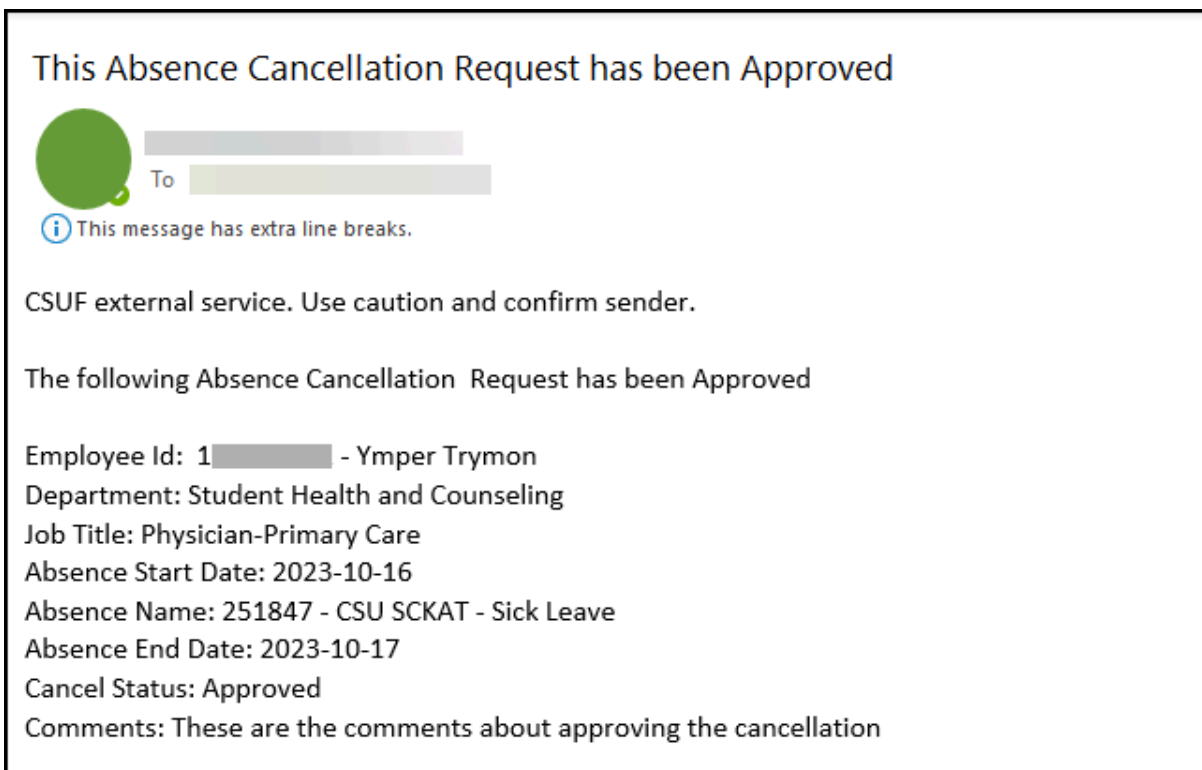 This Absence Cancellation Request has been Approved
To
This message has extra line breaks.
CSUF external service. Use caution and confirm sender.
The following Absence Cancellation  Request has been Approved
Employee Id:  1 - Ymper Trymon
Department: Student Health and Counseling
Job Title: Physician-Primary Care
Absence Start Date: 2023-10-16
Absence Name: 251847 - CSU SCKAT - Sick Leave
Absence End Date: 2023-10-17
Cancel Status: Approved
Comments: These are the comments about approving the cancellation